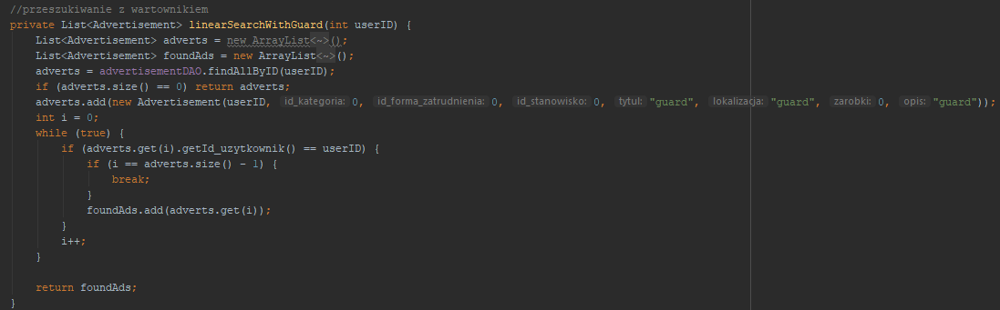 //przeszukiwanie z wartownikiem
private List<Advertisement> linearSearchWithGuard(int userID) {
    List<Advertisement> adverts = new ArrayList<~>();
    List<Advertisement> foundAds = new ArrayList<~>();
    adverts = advertisementDAO.findAllByID(userID);
    if (adverts.size() == 0) return adverts;
    adverts.add(new Advertisement(userID, id_kategoria: 0, id_forma_zatrudnienia: 0, id_stanowisko: 0, tytul: "guard", lokalizacja: "guard", zarobki: 0, opis: "guard"));
    int i = 0;
    while (true) {
        if (adverts.get(i).getId_uzytkownik() == userID) {
            if (i == adverts.size() - 1) {
                break;
            }
            foundAds.add(adverts.get(i));
        }
        i++;
    }

    return foundAds;
}